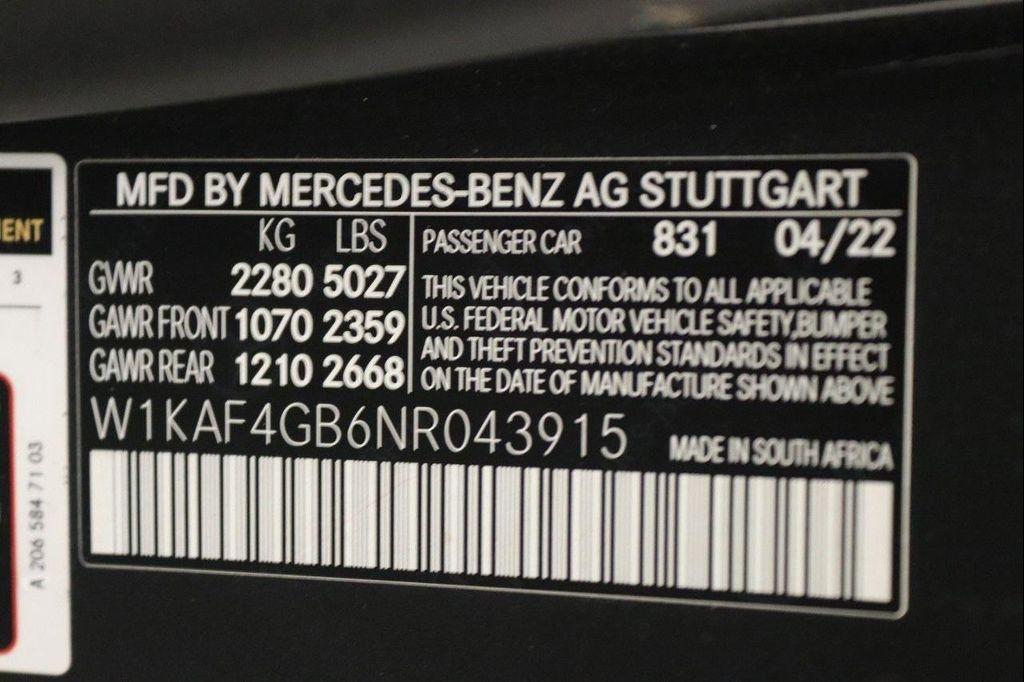 MFD BY MERCEDES-BENZ AG STUTTGART
KG LBS
GVWR 2280 5027
GAWR FRONT 1070 2359
GAWR REAR 1210 2668
PASSENGER CAR 831 04/22
THIS VEHICLE CONFORMS TO ALL APPLICABLE
U.S. FEDERAL MOTOR VEHICLE SAFETY,BUMPER
AND THEFT PREVENTION STANDARDS IN EFFECT
ON THE DATE OF MANUFACTURE SHOWN ABOVE
W1KAF4GB6NR043915
MADE IN SOUTH AFRICA
ENT
3
A 206 584 71 03